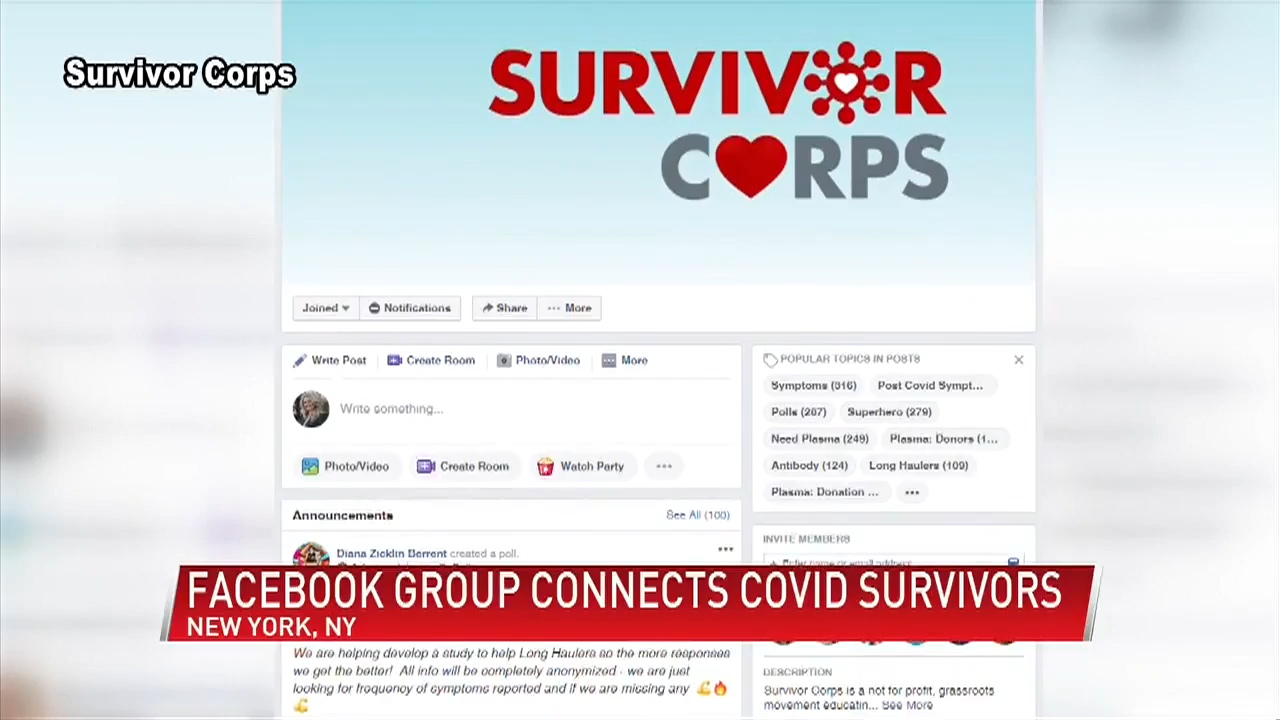 Survivor Corps
SURVIVOR
CORPS
Joined
Notifications
Share
More
Write Post
Create Room
Photo/Video
More
Write something...
Photo/Video
Create Room
Watch Party
Announcements
See All (100)
Diana Zicklin Berrent created a poll.
POPULAR TOPICS IN POSTS
Symptoms (316)
Post Covid Sympt...
Polls (287)
Superhero (279)
Need Plasma (249)
Plasma: Donors (1...
Antibody (124)
Long Haulers (109)
Plasma: Donation ...
INVITE MEMBERS
Enter name or email address...
FACEBOOK GROUP CONNECTS COVID SURVIVORS
NEW YORK, NY
We are helping develop a study to help Long Haulers so the more responses
we get the better! All info will be completely anonymized - we are just
looking for frequency of symptoms reported and if we are missing any 💪🔥
💪
DESCRIPTION
Survivor Corps is a not for profit, grassroots
movement educatin... See More